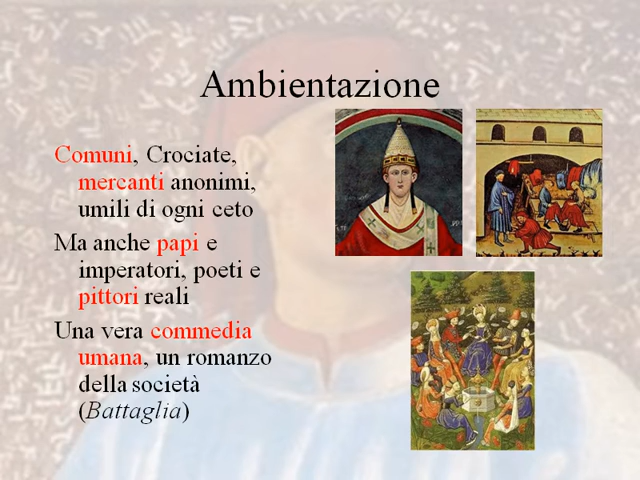 Ambientazione
Comuni, Crociate,
mercanti anonimi,
umili di ogni ceto
Ma anche papi e
imperatori, poeti e
pittori reali
Una vera commedia
umana, un romanzo
della società
(Battaglia)